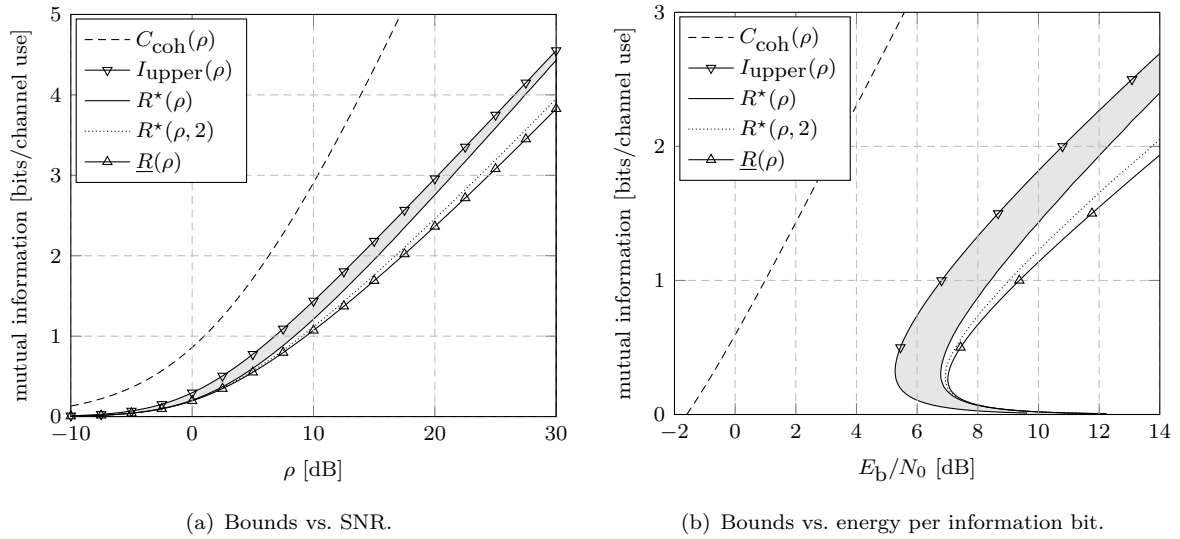 C_coh(ρ)
I_upper(ρ)
R⋆(ρ)
R⋆(ρ, 2)
R̲(ρ)
5
4
3
2
1
0
−10
0
10
20
30
ρ [dB]
mutual information [bits/channel use]
(a) Bounds vs. SNR.
C_coh(ρ)
I_upper(ρ)
R⋆(ρ)
R⋆(ρ, 2)
R̲(ρ)
3
2
1
0
−2
0
2
4
6
8
10
12
14
E_b/N_0 [dB]
mutual information [bits/channel use]
(b) Bounds vs. energy per information bit.